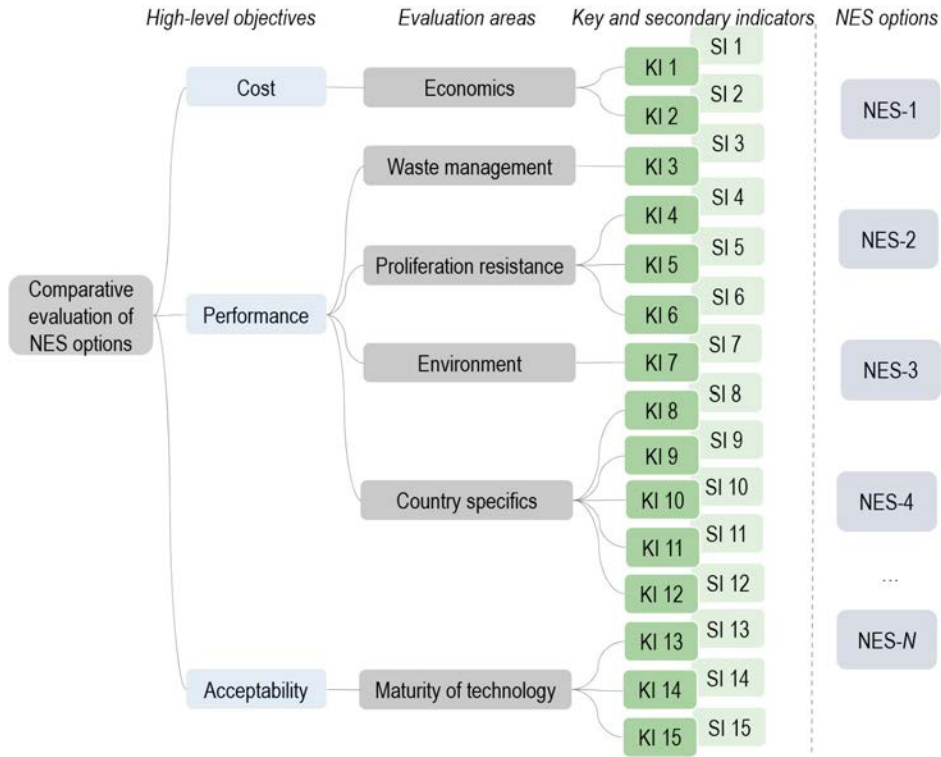 High-level objectives
Evaluation areas
Key and secondary indicators
NES options
Comparative
evaluation of
NES options
Cost
Performance
Acceptability
Economics
Waste management
Proliferation resistance
Environment
Country specifics
Maturity of technology
KI 1
SI 1
KI 2
SI 2
KI 3
SI 3
KI 4
SI 4
KI 5
SI 5
KI 6
SI 6
KI 7
SI 7
KI 8
SI 8
KI 9
SI 9
KI 10
SI 10
KI 11
SI 11
KI 12
SI 12
KI 13
SI 13
KI 14
SI 14
KI 15
SI 15
NES-1
NES-2
NES-3
NES-4
...
NES-N